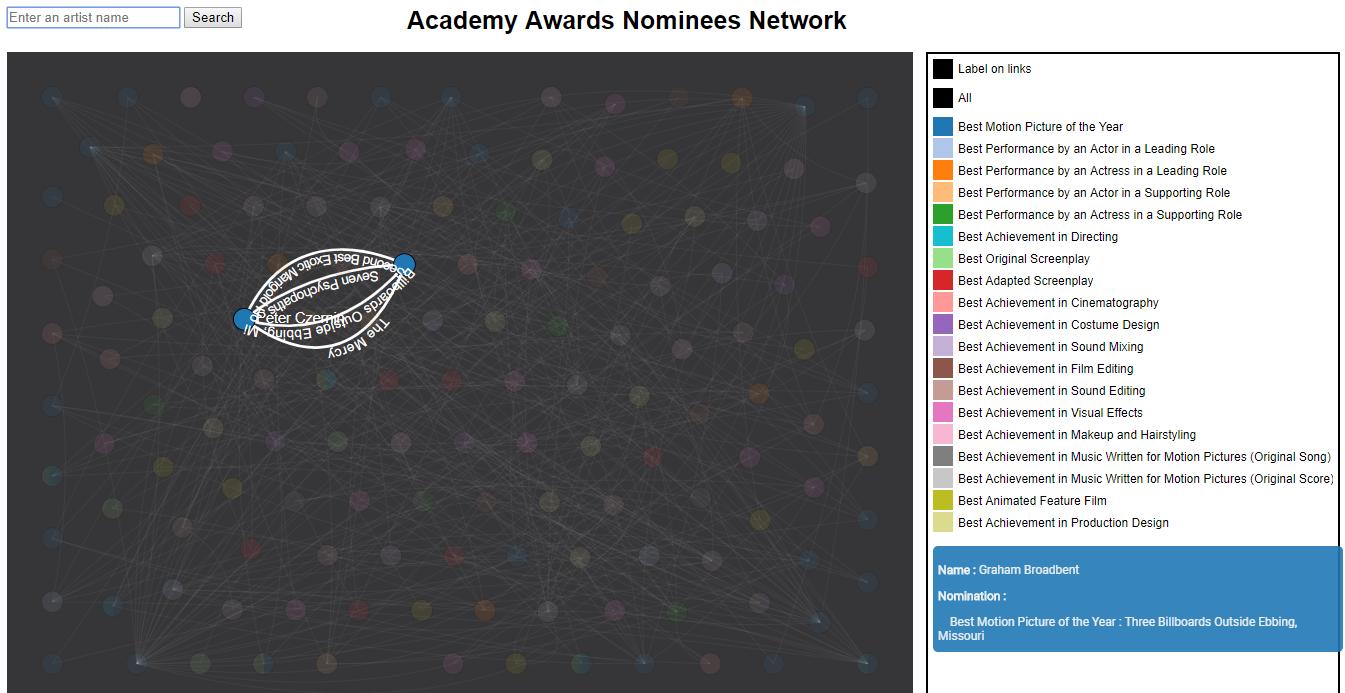 Enter an artist name
Search
Academy Awards Nominees Network
Label on links
All
Best Motion Picture of the Year
Best Performance by an Actor in a Leading Role
Best Performance by an Actress in a Leading Role
Best Performance by an Actor in a Supporting Role
Best Performance by an Actress in a Supporting Role
Best Achievement in Directing
Best Original Screenplay
Best Adapted Screenplay
Best Achievement in Cinematography
Best Achievement in Costume Design
Best Achievement in Sound Mixing
Best Achievement in Film Editing
Best Achievement in Sound Editing
Best Achievement in Visual Effects
Best Achievement in Makeup and Hairstyling
Best Achievement in Music Written for Motion Pictures (Original Song)
Best Achievement in Music Written for Motion Pictures (Original Score)
Best Animated Feature Film
Best Achievement in Production Design
Second Best Exotic Marigold
Seven Psychopaths
Peter Czernin
Billboards Outside Ebbing, Mi
The Mercy
Name : Graham Broadbent
Nomination :
Best Motion Picture of the Year : Three Billboards Outside Ebbing,
Missouri